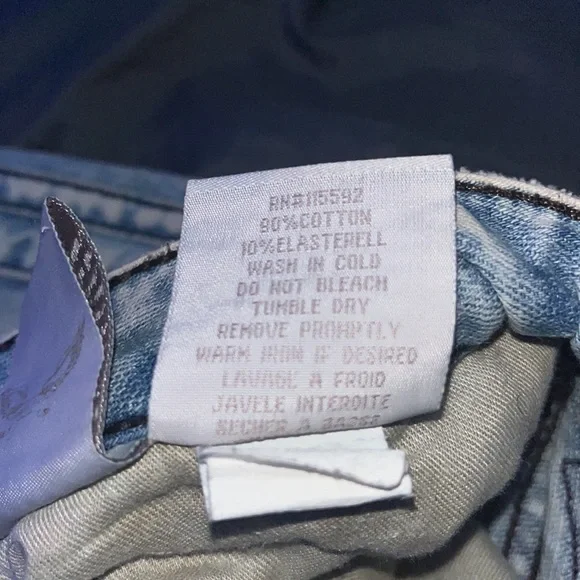 RN#115592
90%COTTON
10%ELASTERELL
WASH IN COLD
DO NOT BLEACH
TUMBLE DRY
REMOVE PROMPTLY
WARM IRON IF DESIRED
LAVAGE A FROID
JAVELE INTERDITE
SECHER A